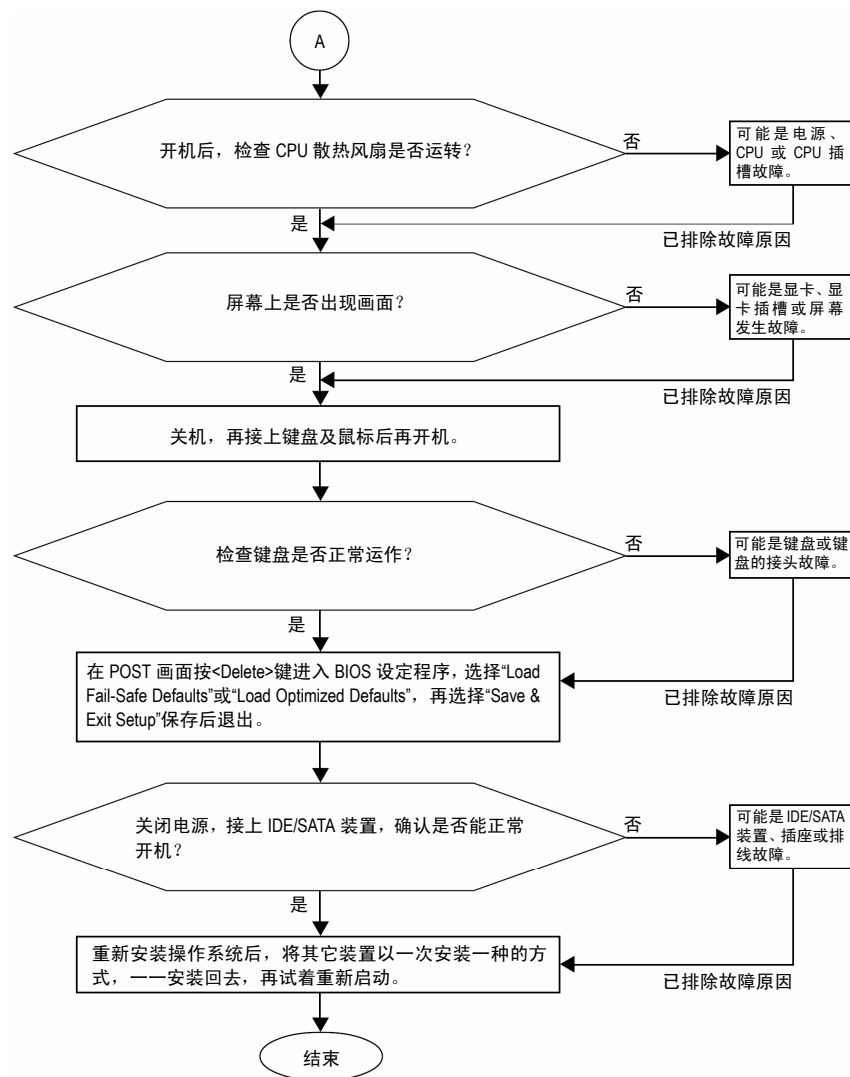 A
开机后，检查 CPU 散热风扇是否运转？
否
可能是电源、
CPU 或 CPU 插
槽故障。
是
已排除故障原因
屏幕上是否出现画面？
否
可能是显卡、显
卡插槽或屏幕
发生故障。
是
已排除故障原因
关机，再接上键盘及鼠标后再开机。
检查键盘是否正常运作？
否
可能是键盘或键
盘的接头故障。
是
在 POST 画面按<Delete>键进入 BIOS 设定程序，选择“Load
Fail-Safe Defaults”或“Load Optimized Defaults”，再选择“Save &
Exit Setup”保存后退出。
已排除故障原因
关闭电源，接上 IDE/SATA 装置，确认是否能正常
开机？
否
可能是 IDE/SATA
装置、插座或排
线故障。
是
重新安装操作系统后，将其它装置以一次安装一种的方
式，一一安装回去，再试着重新启动。
已排除故障原因
结束